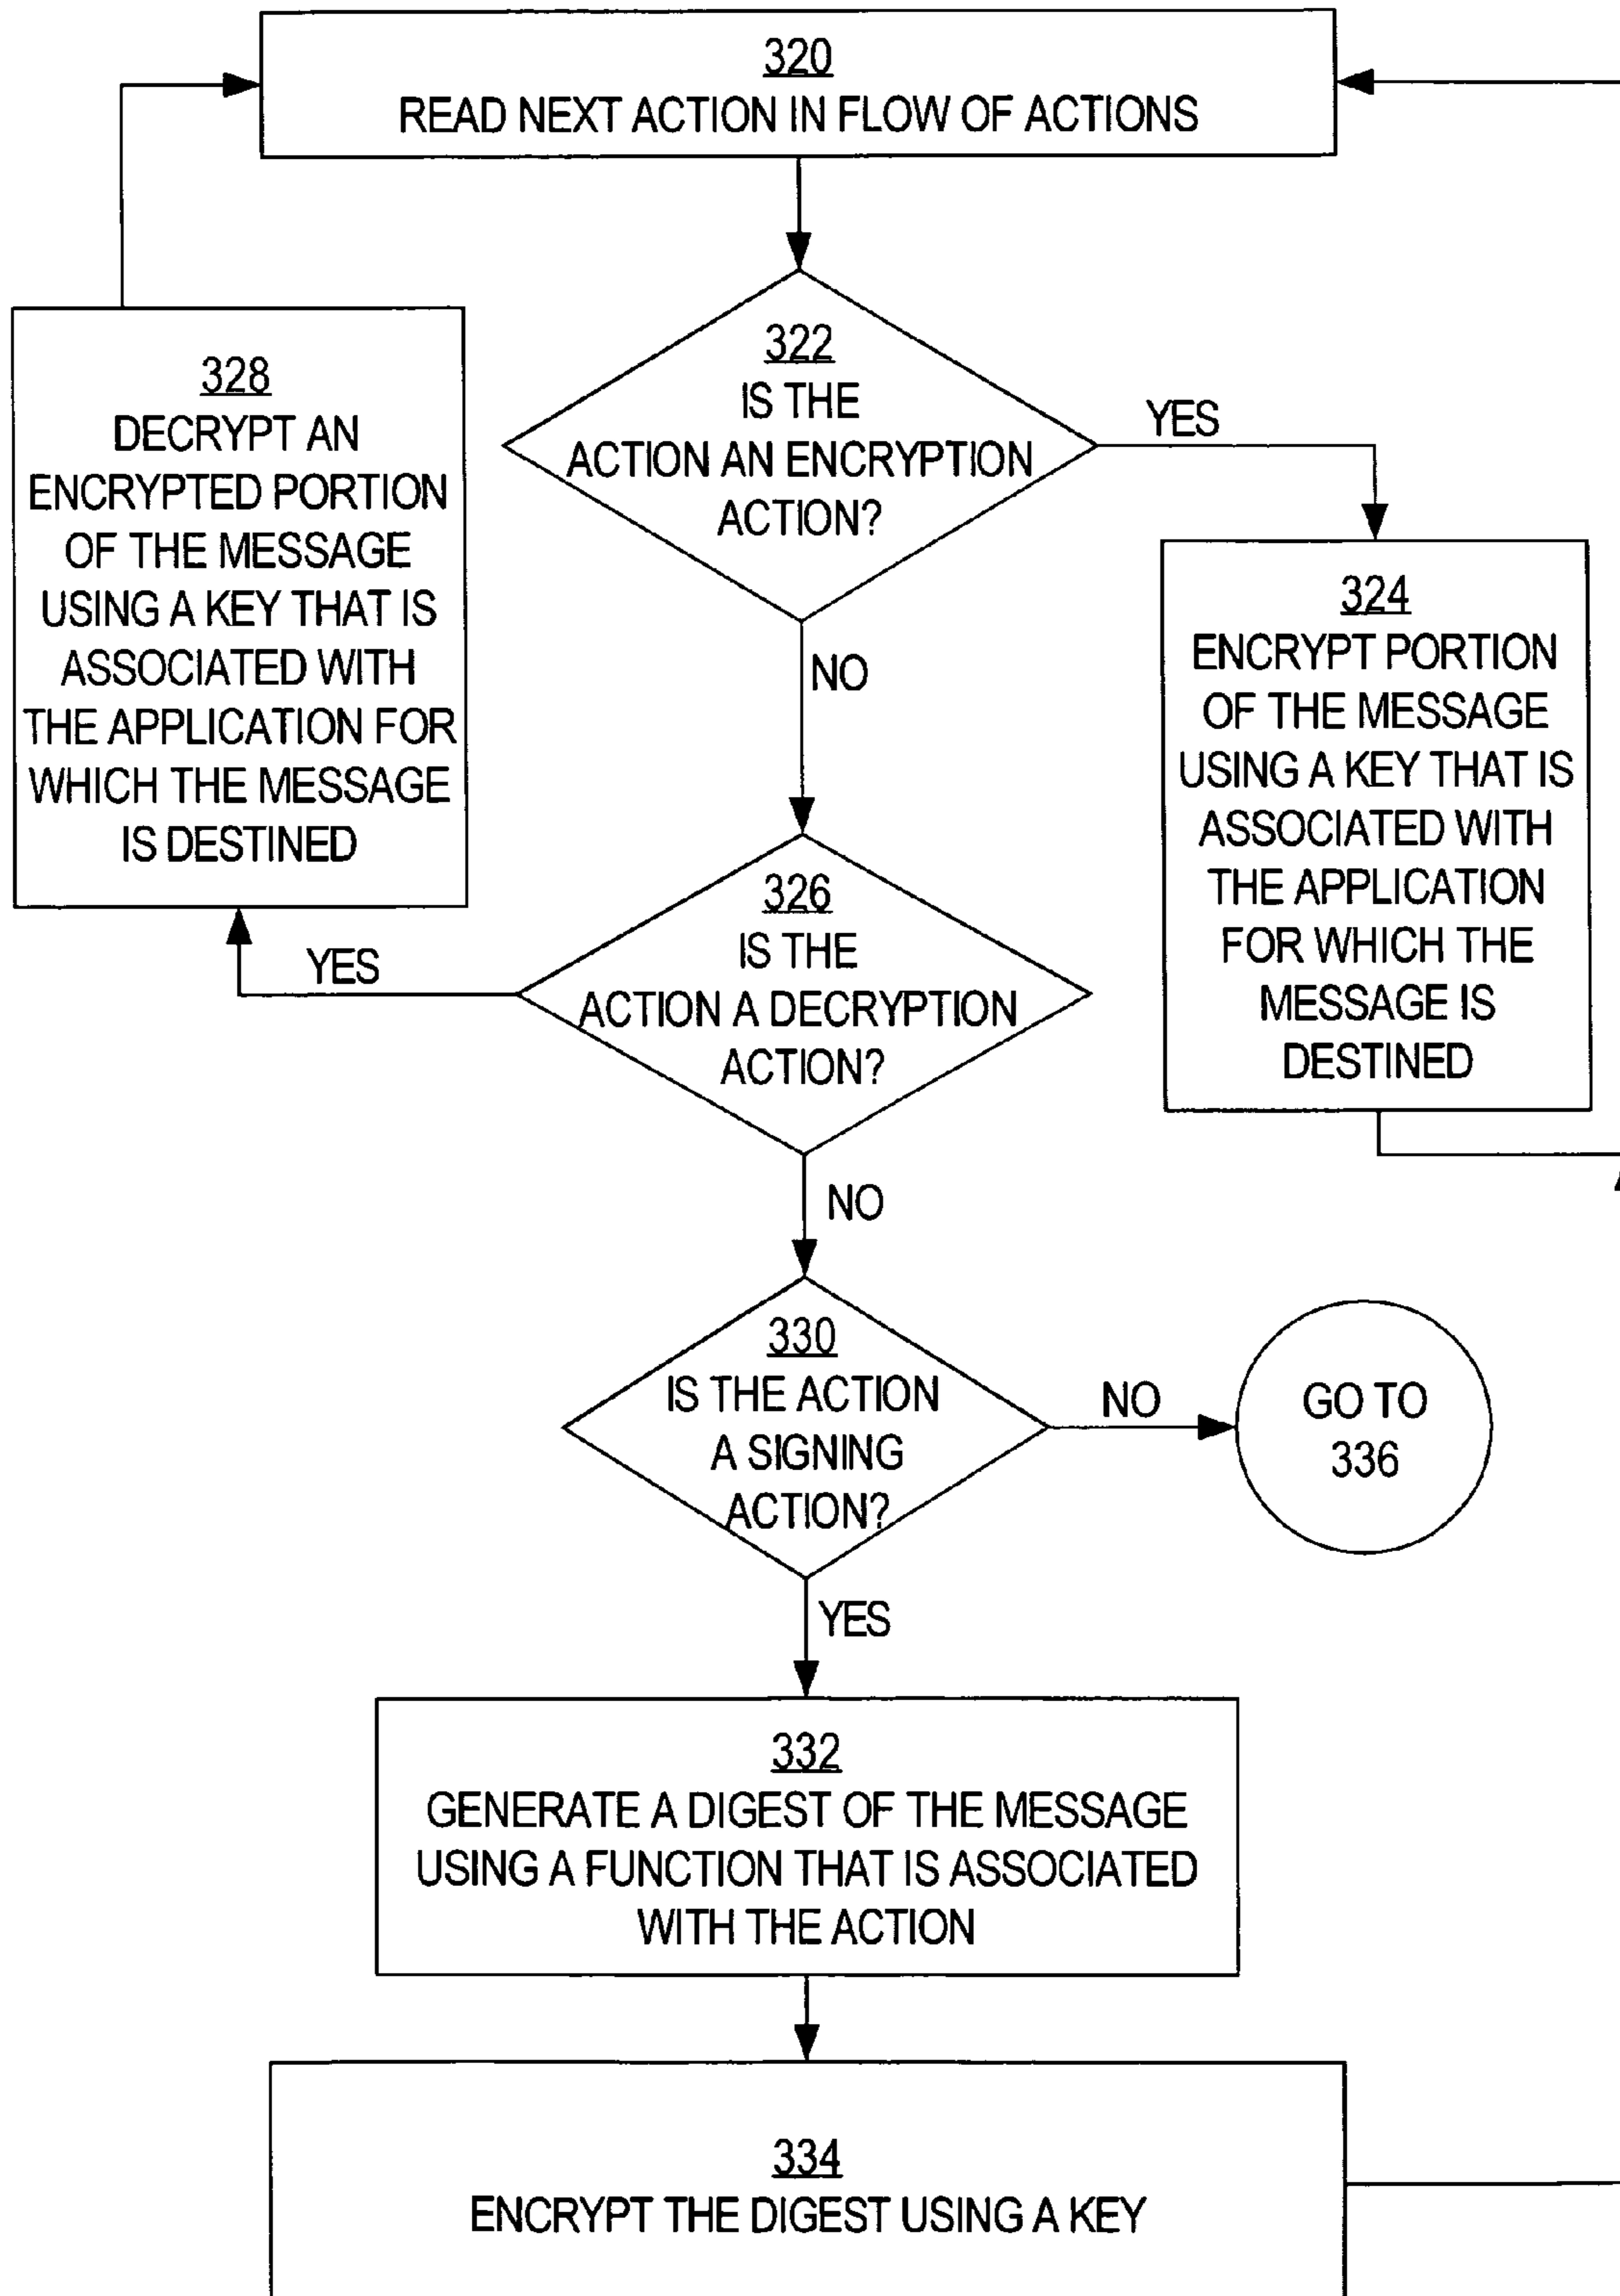 320
READ NEXT ACTION IN FLOW OF ACTIONS
322
IS THE
ACTION AN ENCRYPTION
ACTION?
YES
NO
328
DECRYPT AN
ENCRYPTED PORTION
OF THE MESSAGE
USING A KEY THAT IS
ASSOCIATED WITH
THE APPLICATION FOR
WHICH THE MESSAGE
IS DESTINED
324
ENCRYPT PORTION
OF THE MESSAGE
USING A KEY THAT IS
ASSOCIATED WITH
THE APPLICATION
FOR WHICH THE
MESSAGE IS
DESTINED
326
IS THE
ACTION A DECRYPTION
ACTION?
YES
NO
330
IS THE ACTION
A SIGNING
ACTION?
NO
GO TO
336
YES
332
GENERATE A DIGEST OF THE MESSAGE
USING A FUNCTION THAT IS ASSOCIATED
WITH THE ACTION
334
ENCRYPT THE DIGEST USING A KEY